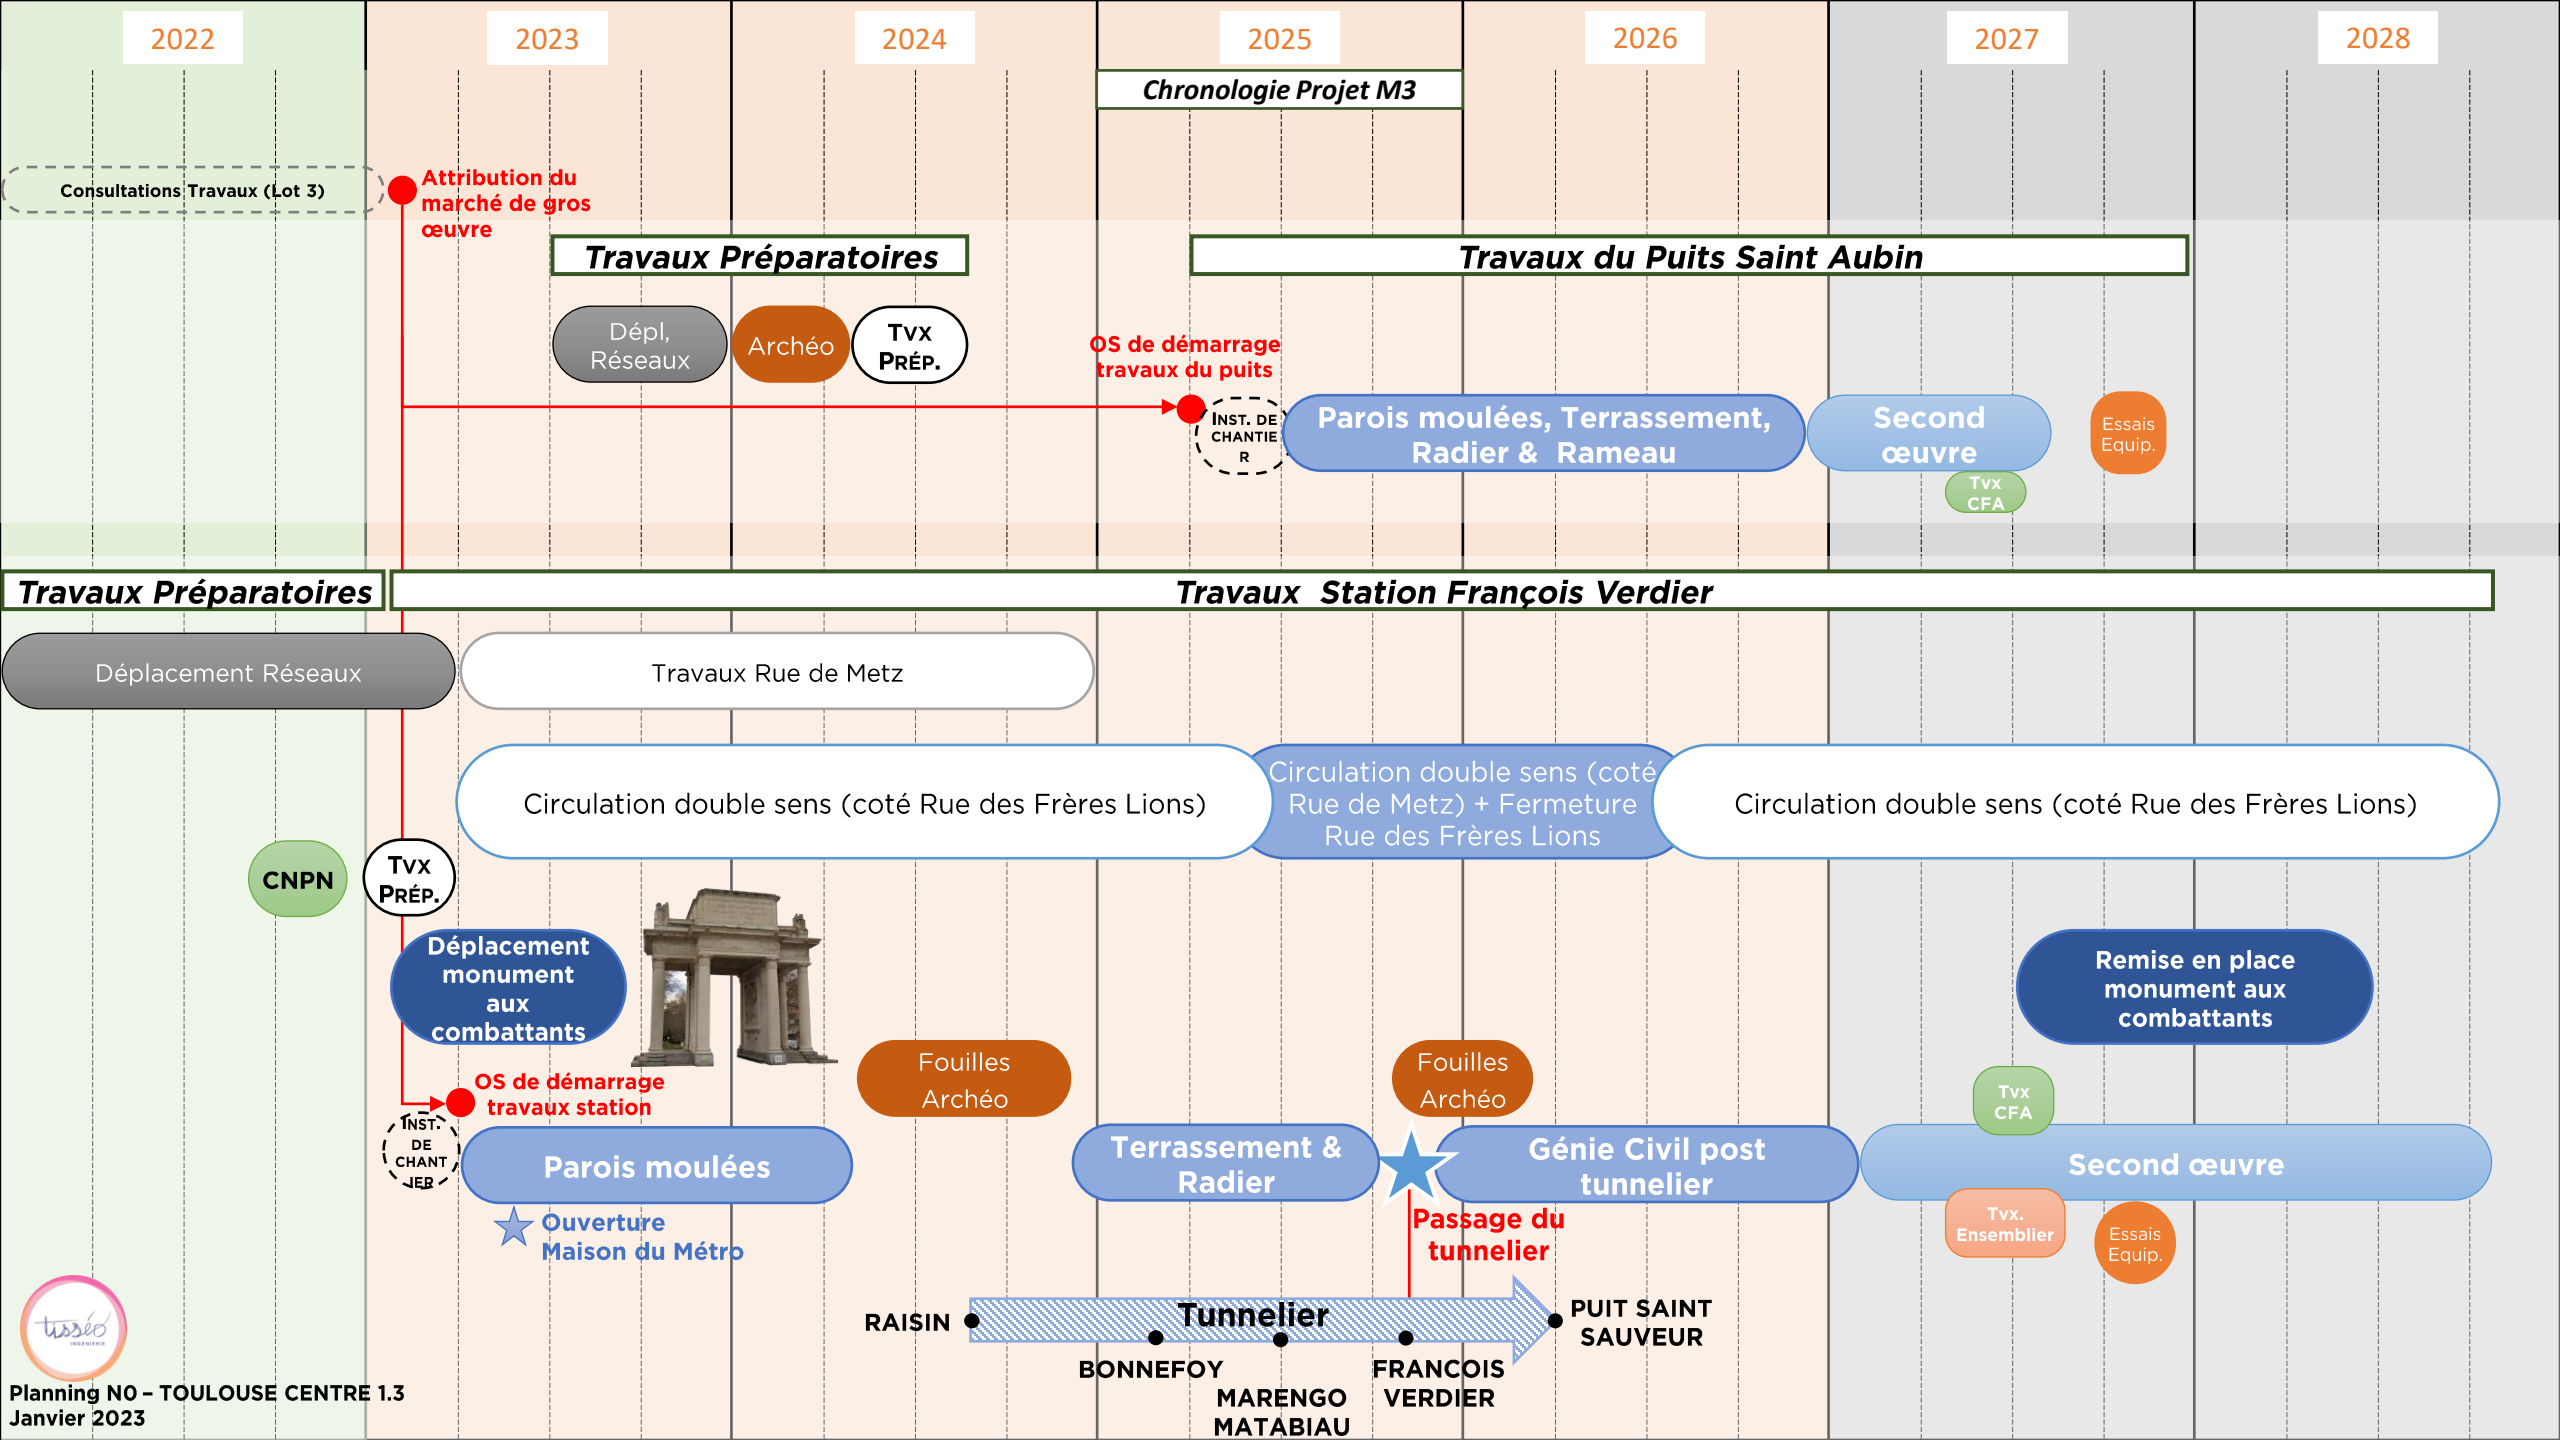 2022
2023
2024
2025
2026
2027
2028
Chronologie Projet M3
Consultations Travaux (Lot 3)
Attribution du
marché de gros
œuvre
Travaux Préparatoires
Travaux du Puits Saint Aubin
Dépl,
Réseaux
Archéo
TVX
PRÉP.
OS de démarrage
travaux du puits
INST. DE
CHANTIE
R
Parois moulées, Terrassement,
Radier &  Rameau
Second
œuvre
Essais
Equip.
Tvx
CFA
Travaux Préparatoires
Travaux  Station François Verdier
Déplacement Réseaux
Travaux Rue de Metz
Circulation double sens (coté Rue des Frères Lions)
Circulation double sens (coté
Rue de Metz) + Fermeture
Rue des Frères Lions
Circulation double sens (coté Rue des Frères Lions)
CNPN
TVX
PRÉP.
Déplacement
monument
aux
combattants
Remise en place
monument aux
combattants
Fouilles
Archéo
Fouilles
Archéo
OS de démarrage
travaux station
INST.
DE
CHANT
IER
Parois moulées
Terrassement &
Radier
Génie Civil post
tunnelier
Tvx
CFA
Second œuvre
Tvx.
Ensemblier
Essais
Equip.
Ouverture
Maison du Métro
Passage du
tunnelier
RAISIN
Tunnelier
PUIT SAINT
SAUVEUR
BONNEFOY
MARENGO
MATABIAU
FRANCOIS
VERDIER
tisséo
INGÉNIERIE
Planning N0 – TOULOUSE CENTRE 1.3
Janvier 2023